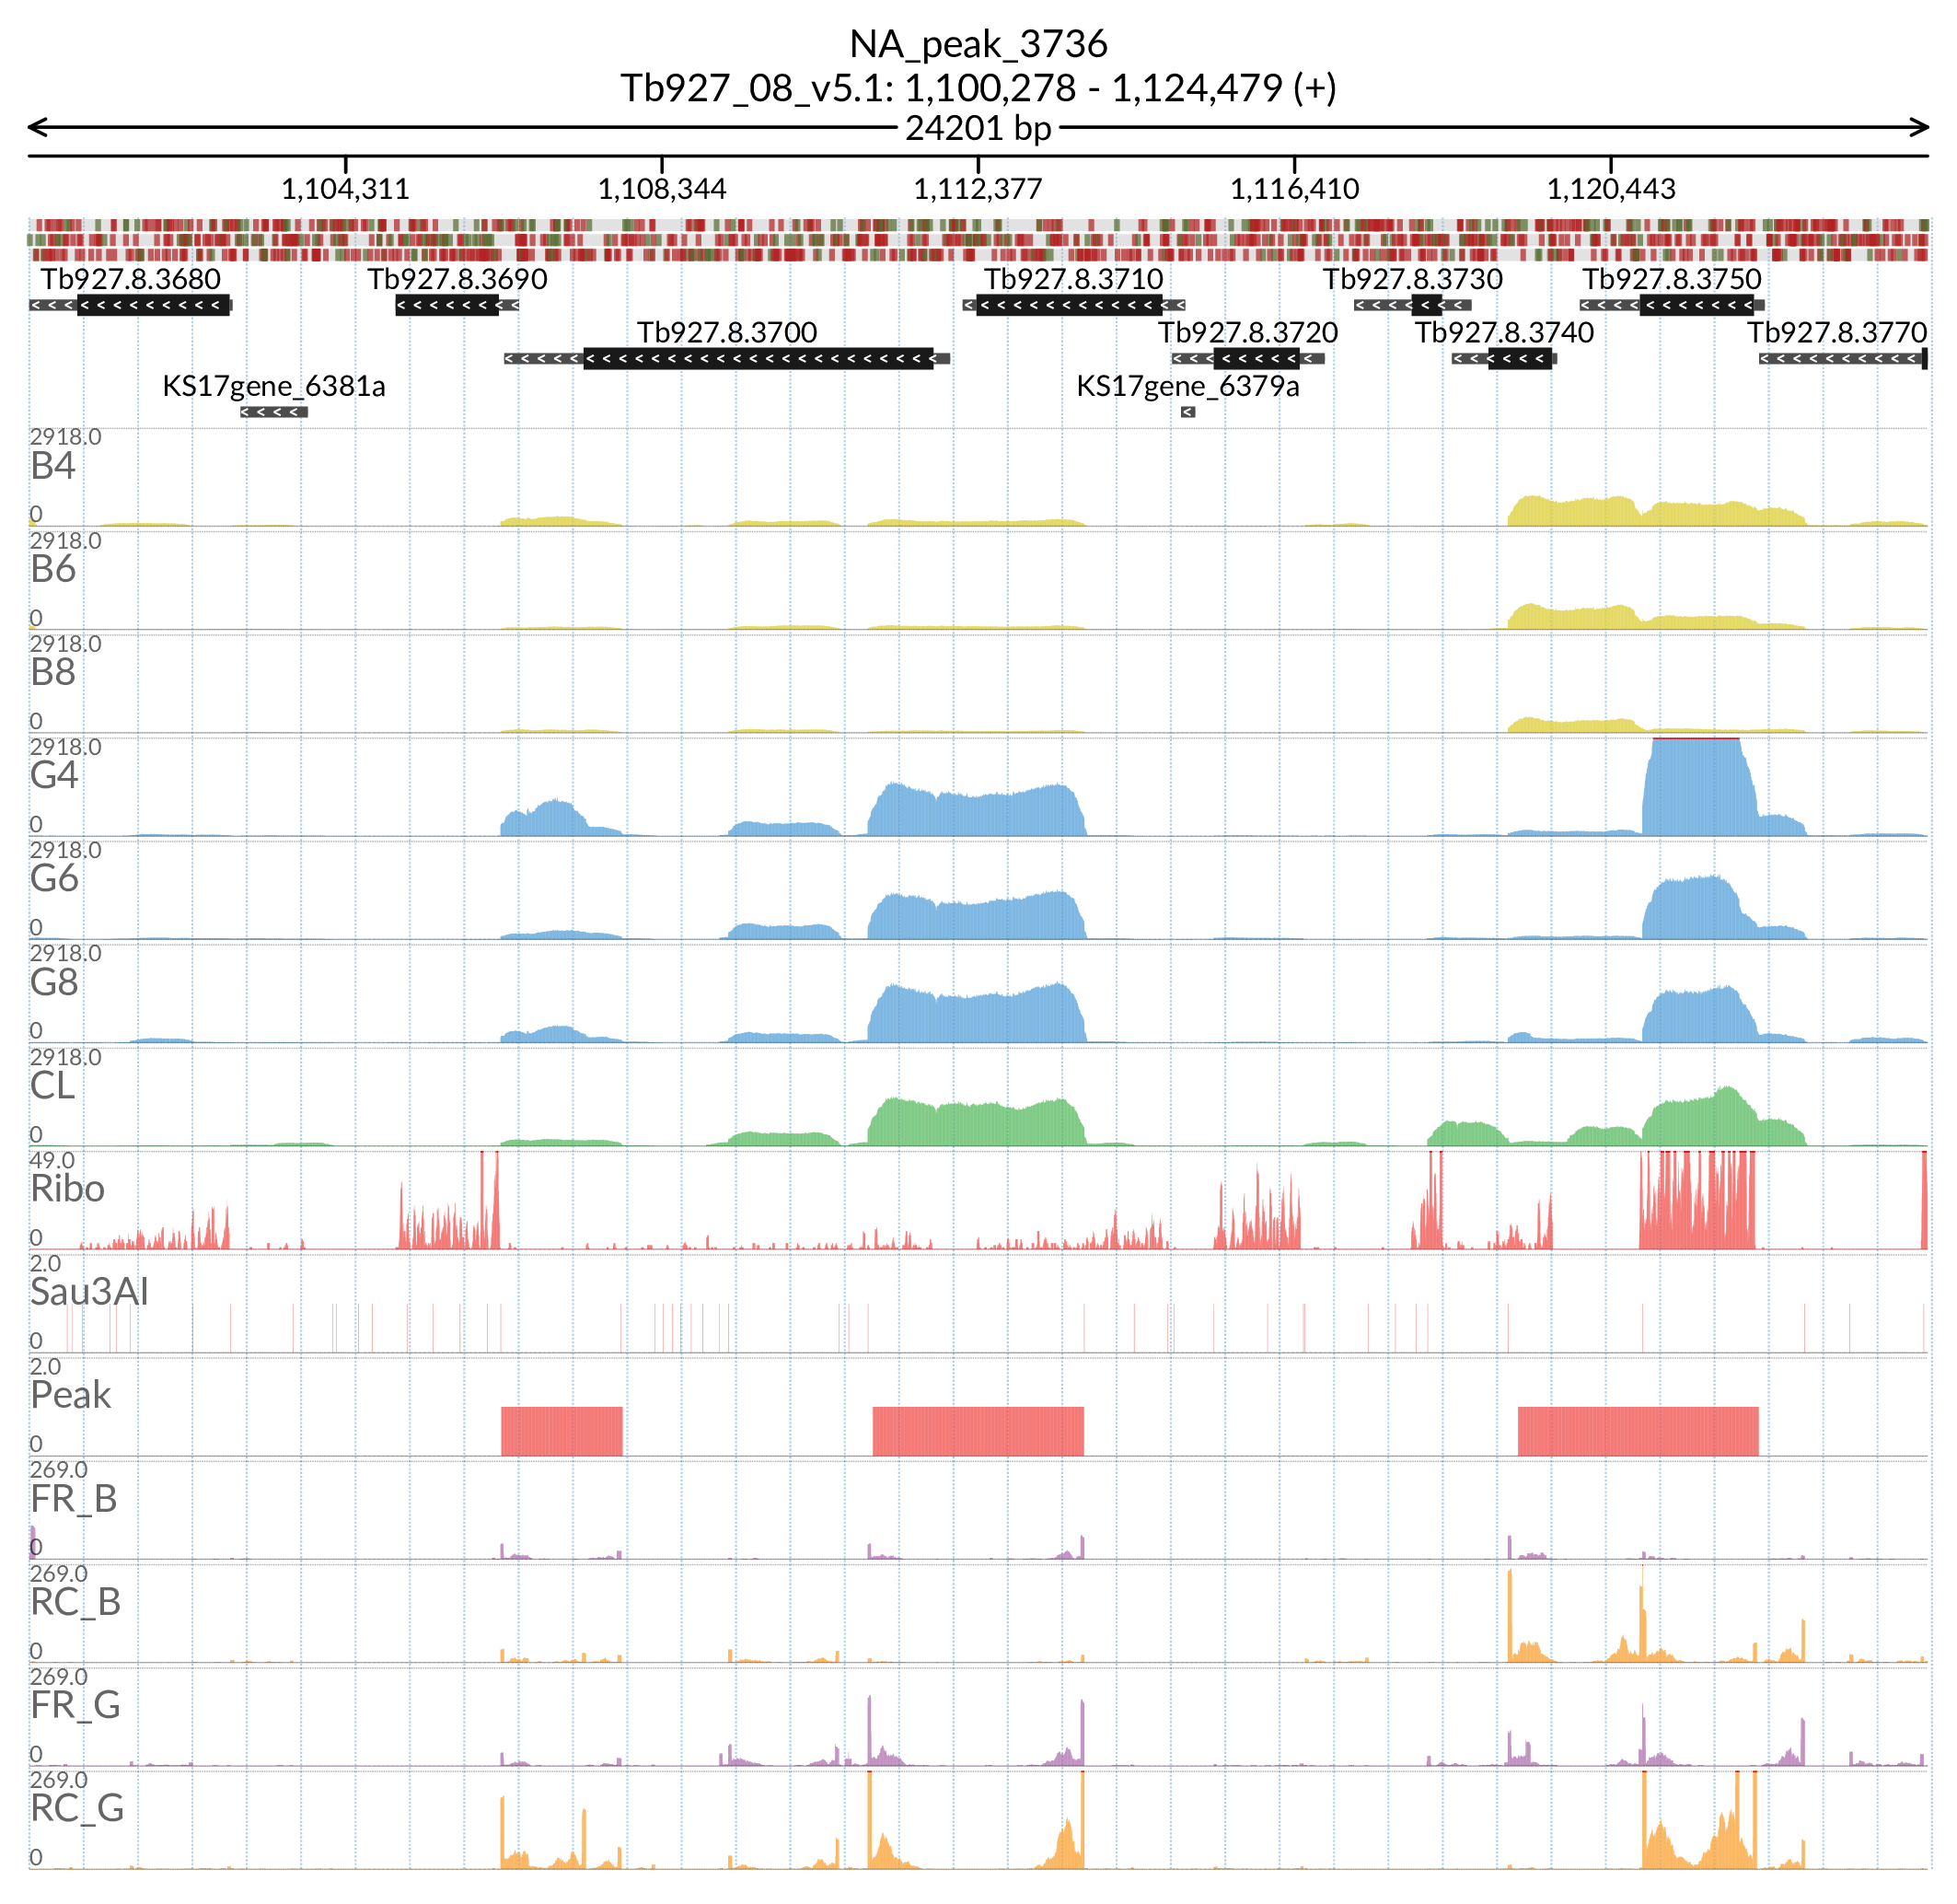 NA_peak_3736
Tb927_08_v5.1: 1,100,278 - 1,124,479 (+)
24201 bp
1,104,311 1,108,344 1,112,377 1,116,410 1,120,443
Tb927.8.3680 Tb927.8.3690 Tb927.8.3710 Tb927.8.3730 Tb927.8.3750
Tb927.8.3700 Tb927.8.3720 Tb927.8.3740 Tb927.8.3770
KS17gene_6381a KS17gene_6379a
2918.0
B4
0
2918.0
B6
0
2918.0
B8
0
2918.0
G4
0
2918.0
G6
0
2918.0
G8
0
2918.0
CL
0
49.0
Ribo
0
2.0
Sau3AI
0
2.0
Peak
0
269.0
FR_B
0
269.0
RC_B
0
269.0
FR_G
0
269.0
RC_G
0